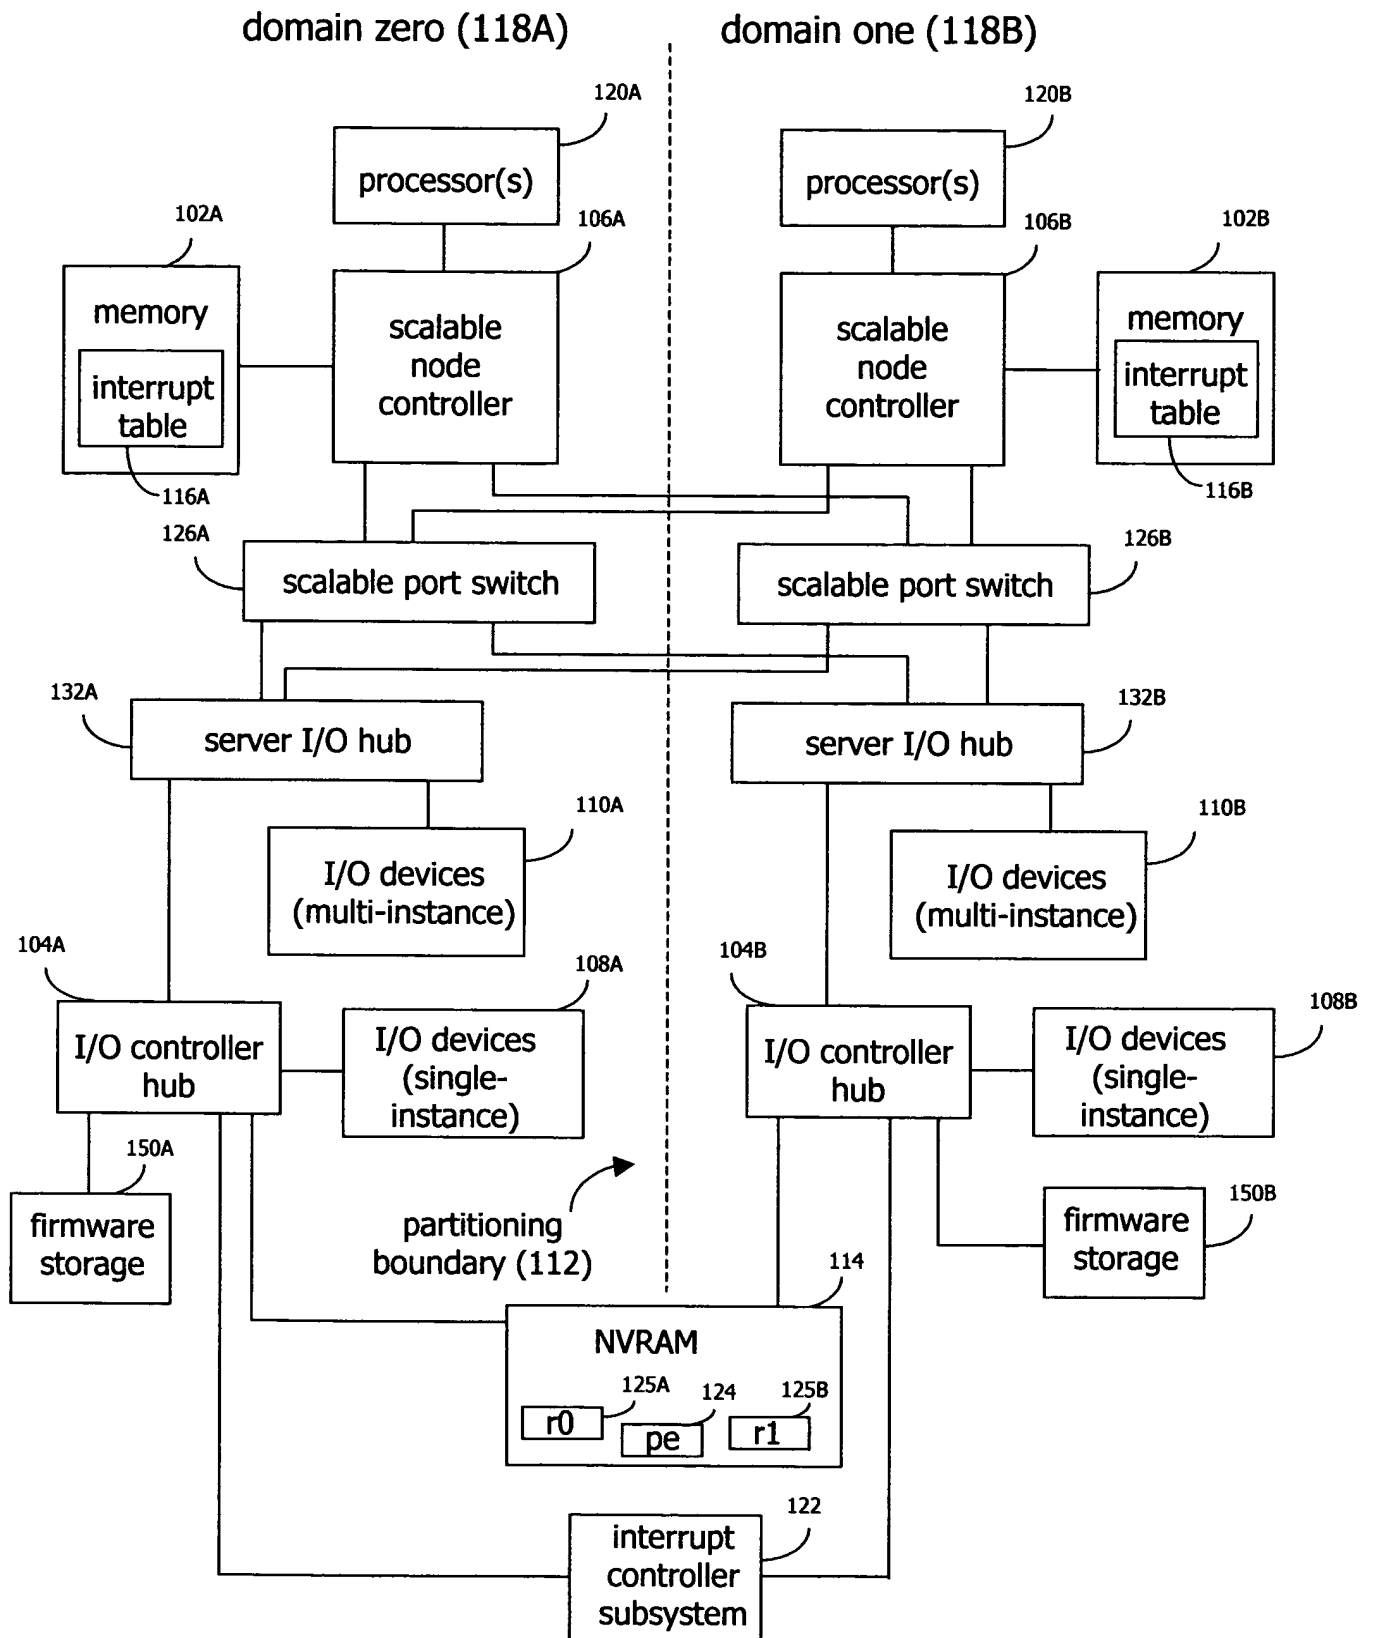 domain zero (118A)
domain one (118B)
120A
120B
processor(s)
processor(s)
102A
106A
106B
102B
memory
interrupt
table
116A
scalable
node
controller
scalable
node
controller
memory
interrupt
table
116B
126A
126B
scalable port switch
scalable port switch
132A
132B
server I/O hub
server I/O hub
110A
110B
I/O devices
(multi-instance)
I/O devices
(multi-instance)
104A
108A
104B
108B
I/O controller
hub
I/O devices
(single-
instance)
I/O controller
hub
I/O devices
(single-
instance)
150A
150B
firmware
storage
partitioning
boundary (112)
firmware
storage
114
NVRAM
125A
124
125B
r0
pe
r1
122
interrupt
controller
subsystem